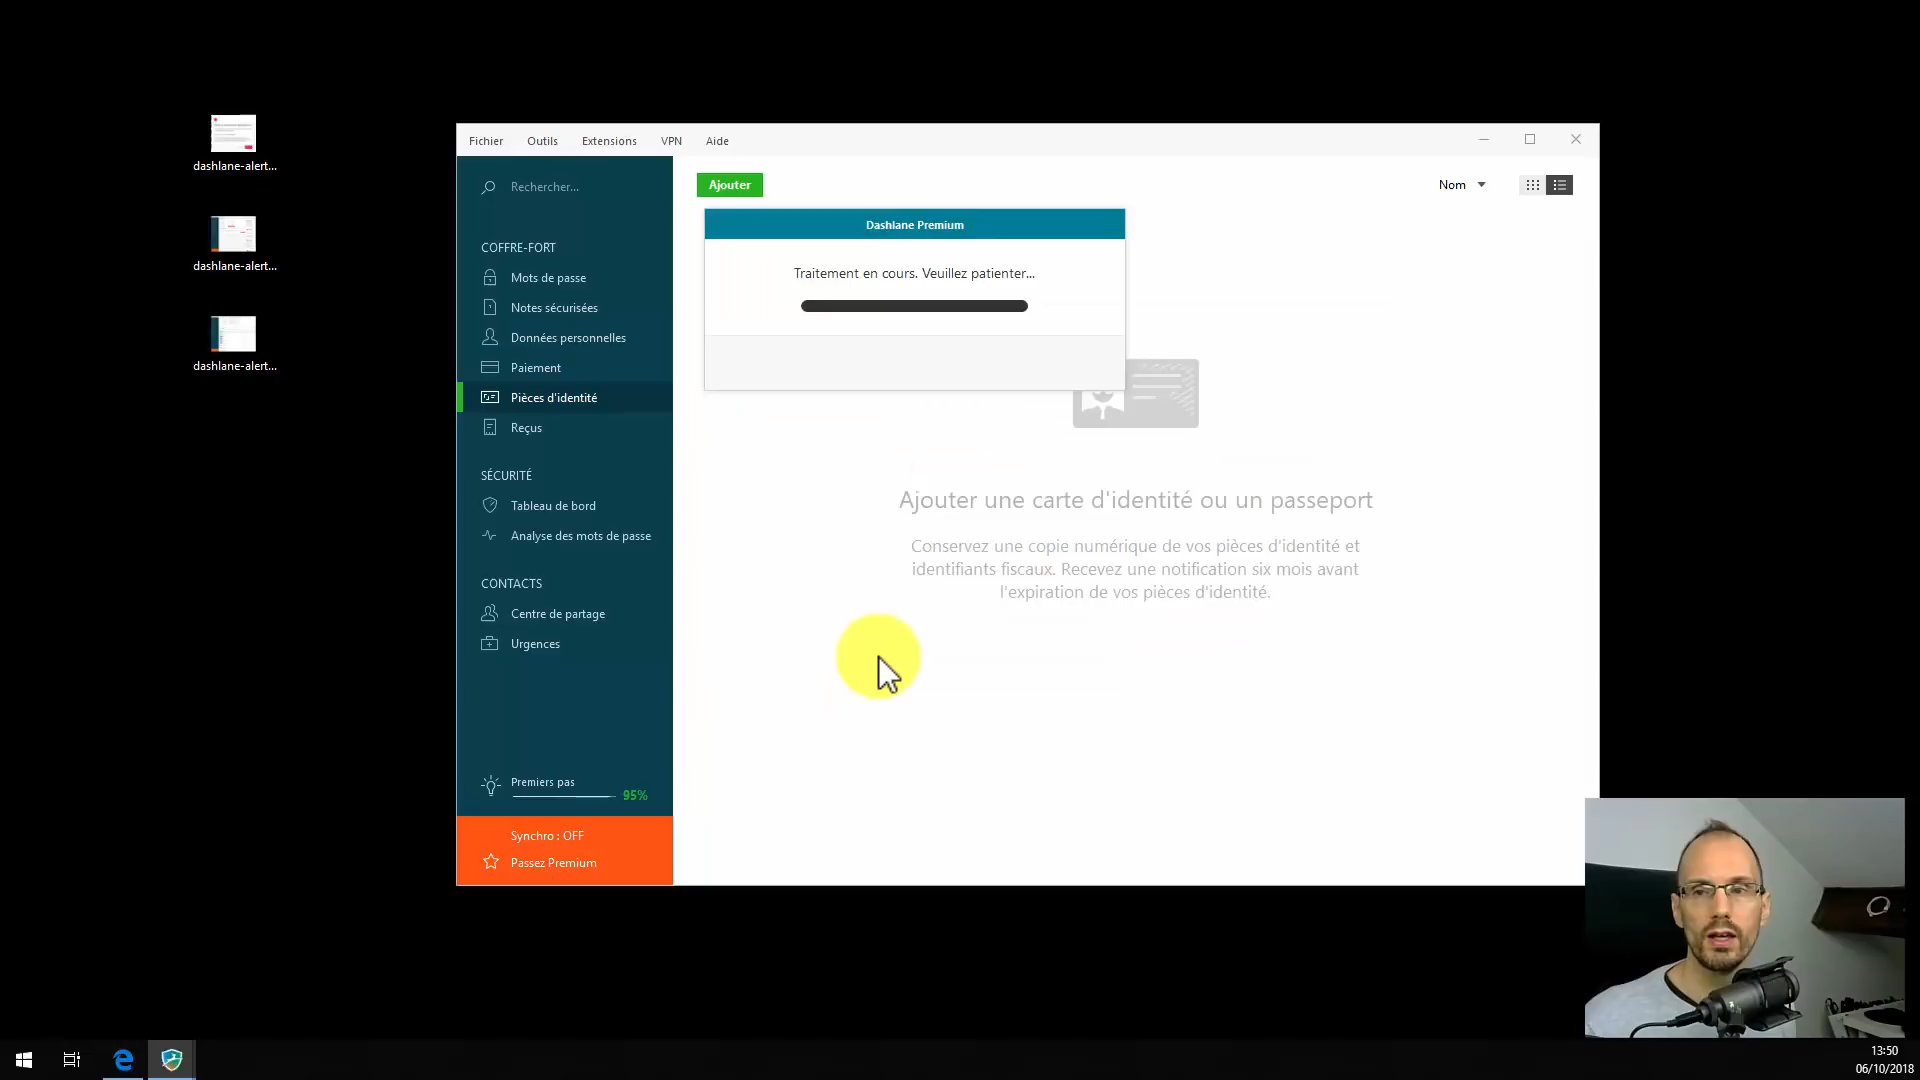 dashlane-alert...
dashlane-alert...
dashlane-alert...
Fichier Outils Extensions VPN Aide
Rechercher...
COFFRE-FORT
Mots de passe
Notes sécurisées
Données personnelles
Paiement
Pièces d'identité
Reçus
SÉCURITÉ
Tableau de bord
Analyse des mots de passe
CONTACTS
Centre de partage
Urgences
Premiers pas
95%
Synchro : OFF
Passez Premium
Ajouter
Nom
Dashlane Premium
Traitement en cours. Veuillez patienter...
Ajouter une carte d'identité ou un passeport
Conservez une copie numérique de vos pièces d'identité et
identifiants fiscaux. Recevez une notification six mois avant
l'expiration de vos pièces d'identité.
13:50
06/10/2018